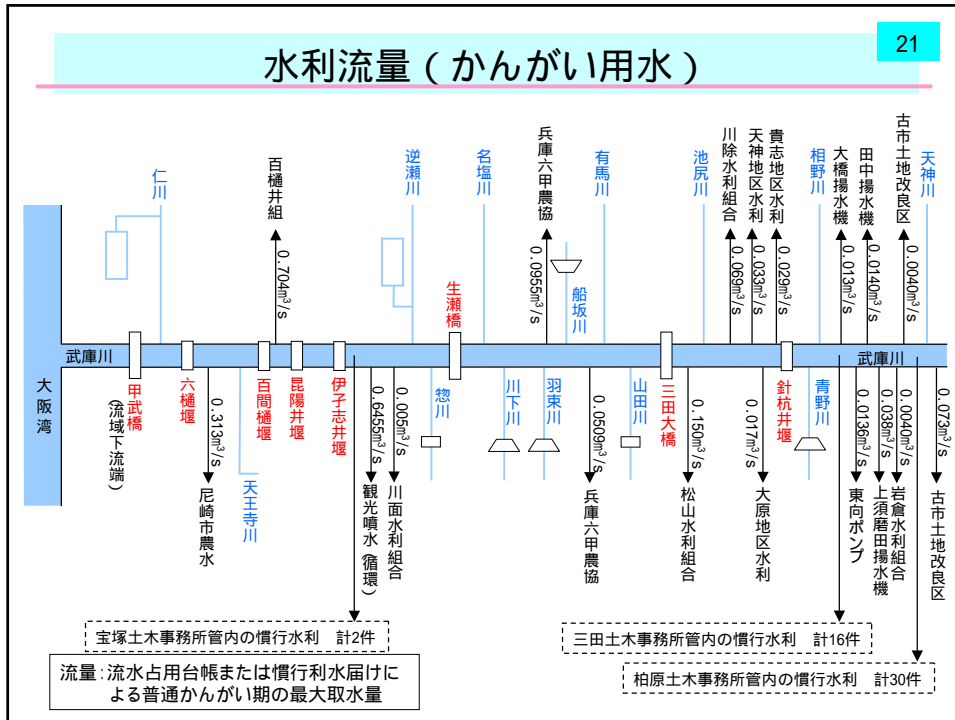 21
水利流量（かんがい用水）
仁川
百樋井組
0.704m³/s
逆瀬川
名塩川
兵庫六甲農協
0.0955m³/s
船坂川
有馬川
池尻川
川除水利組合
0.069m³/s
天神地区水利
0.033m³/s
貴志地区水利
0.029m³/s
相野川
大橋揚水機
0.013m³/s
田中揚水機
0.0140m³/s
古市土地改良区
0.0040m³/s
天神川
生瀬橋
武庫川
武庫川
大阪湾
甲武橋
(流域下流端)
六樋堰
0.313m³/s
尼崎市農水
天王寺川
百間樋堰
昆陽井堰
伊孑志井堰
0.6455m³/s
観光噴水(循環)
0.005m³/s
川面水利組合
惣川
川下川
羽束川
0.0509m³/s
兵庫六甲農協
山田川
三田大橋
0.150m³/s
松山水利組合
0.017m³/s
大原地区水利
針杭井堰
青野川
0.0136m³/s
東向ポンプ
0.038m³/s
上須磨田揚水機
0.0040m³/s
岩倉水利組合
0.073m³/s
古市土地改良区
宝塚土木事務所管内の慣行水利　計2件
三田土木事務所管内の慣行水利　計16件
柏原土木事務所管内の慣行水利　計30件
流量：流水占用台帳または慣行利水届けに
よる普通かんがい期の最大取水量